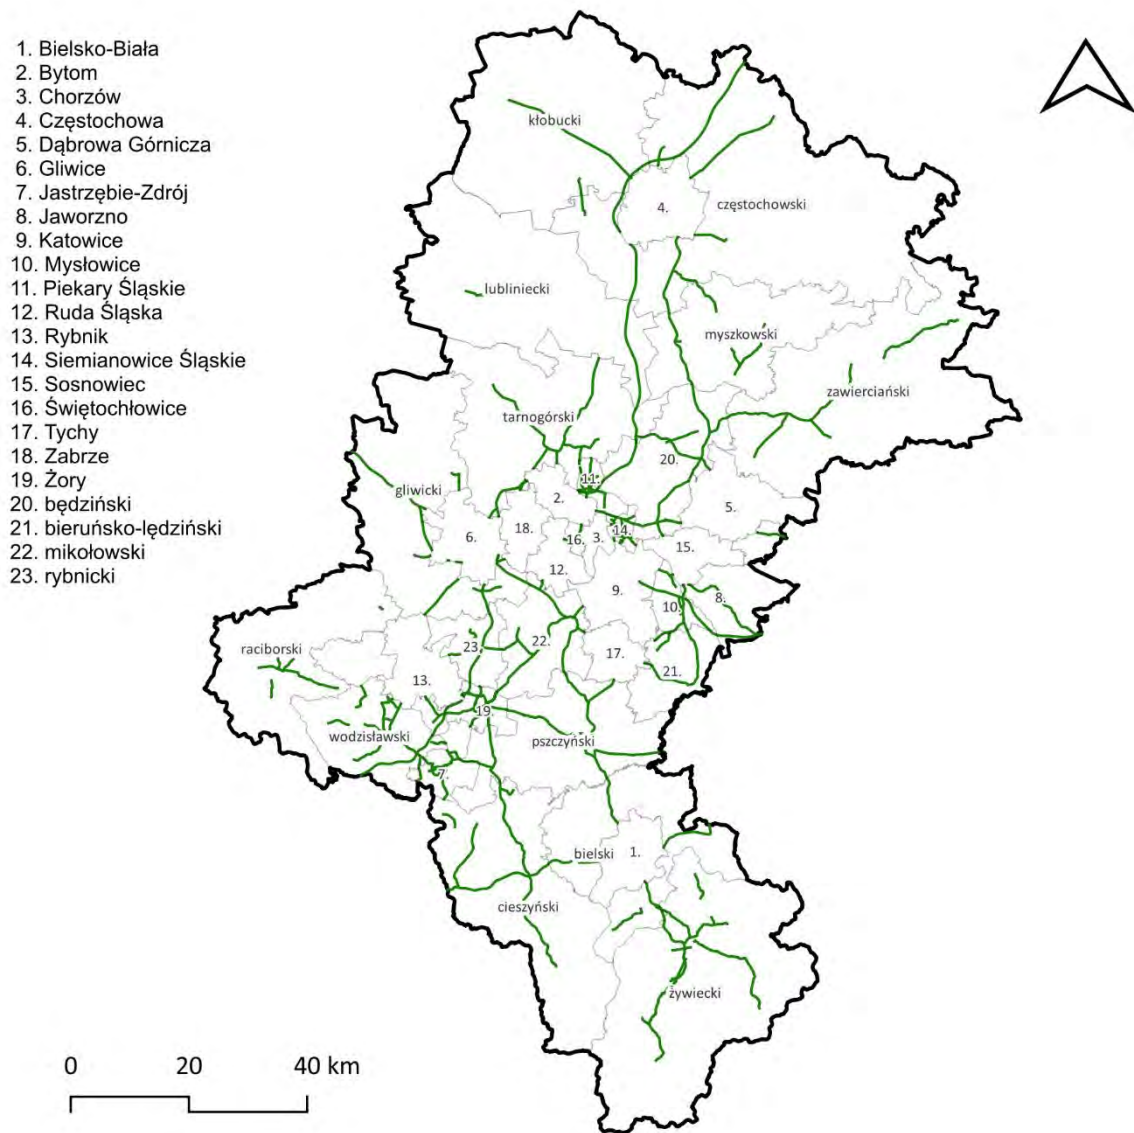 1. Bielsko-Biała
2. Bytom
3. Chorzów
4. Częstochowa
5. Dąbrowa Górnicza
6. Gliwice
7. Jastrzębie-Zdrój
8. Jaworzno
9. Katowice
10. Mysłowice
11. Piekary Śląskie
12. Ruda Śląska
13. Rybnik
14. Siemianowice Śląskie
15. Sosnowiec
16. Świętochłowice
17. Tychy
18. Zabrze
19. Żory
20. będziński
21. bieruńsko-lędziński
22. mikołowski
23. rybnicki
kłobucki
4.
częstochowski
lubliniecki
myszkowski
zawierciański
tarnogórski
20.
11.
gliwicki
2.
5.
18.
6.
16.
3.
14.
15.
12.
9.
10.
8.
raciborski
23.
22.
17.
21.
13.
19.
wodzisławski
pszczyński
7.
bielski
1.
cieszyński
żywiecki
0 20 40 km